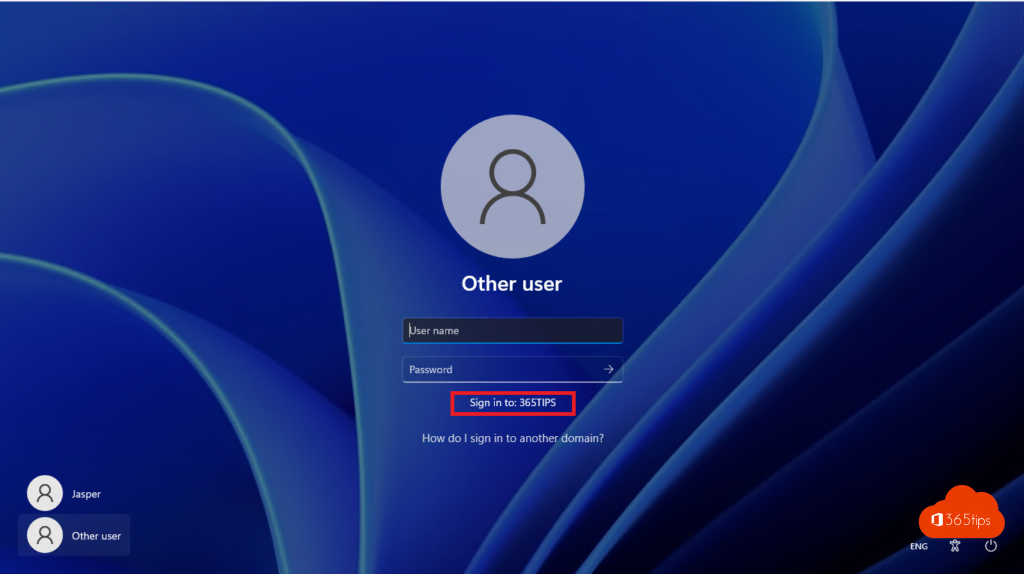 Other user
User name
Password
Sign in to: 365TIPS
How do I sign in to another domain?
Jasper
Other user
365tips
ENG